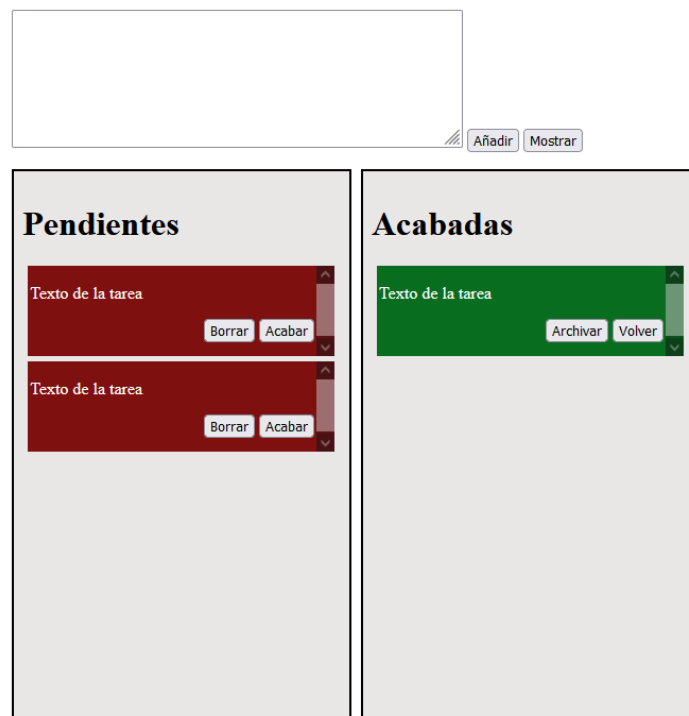 Añadir Mostrar
Pendientes
Texto de la tarea
Borrar Acabar
Texto de la tarea
Borrar Acabar
Acabadas
Texto de la tarea
Archivar Volver